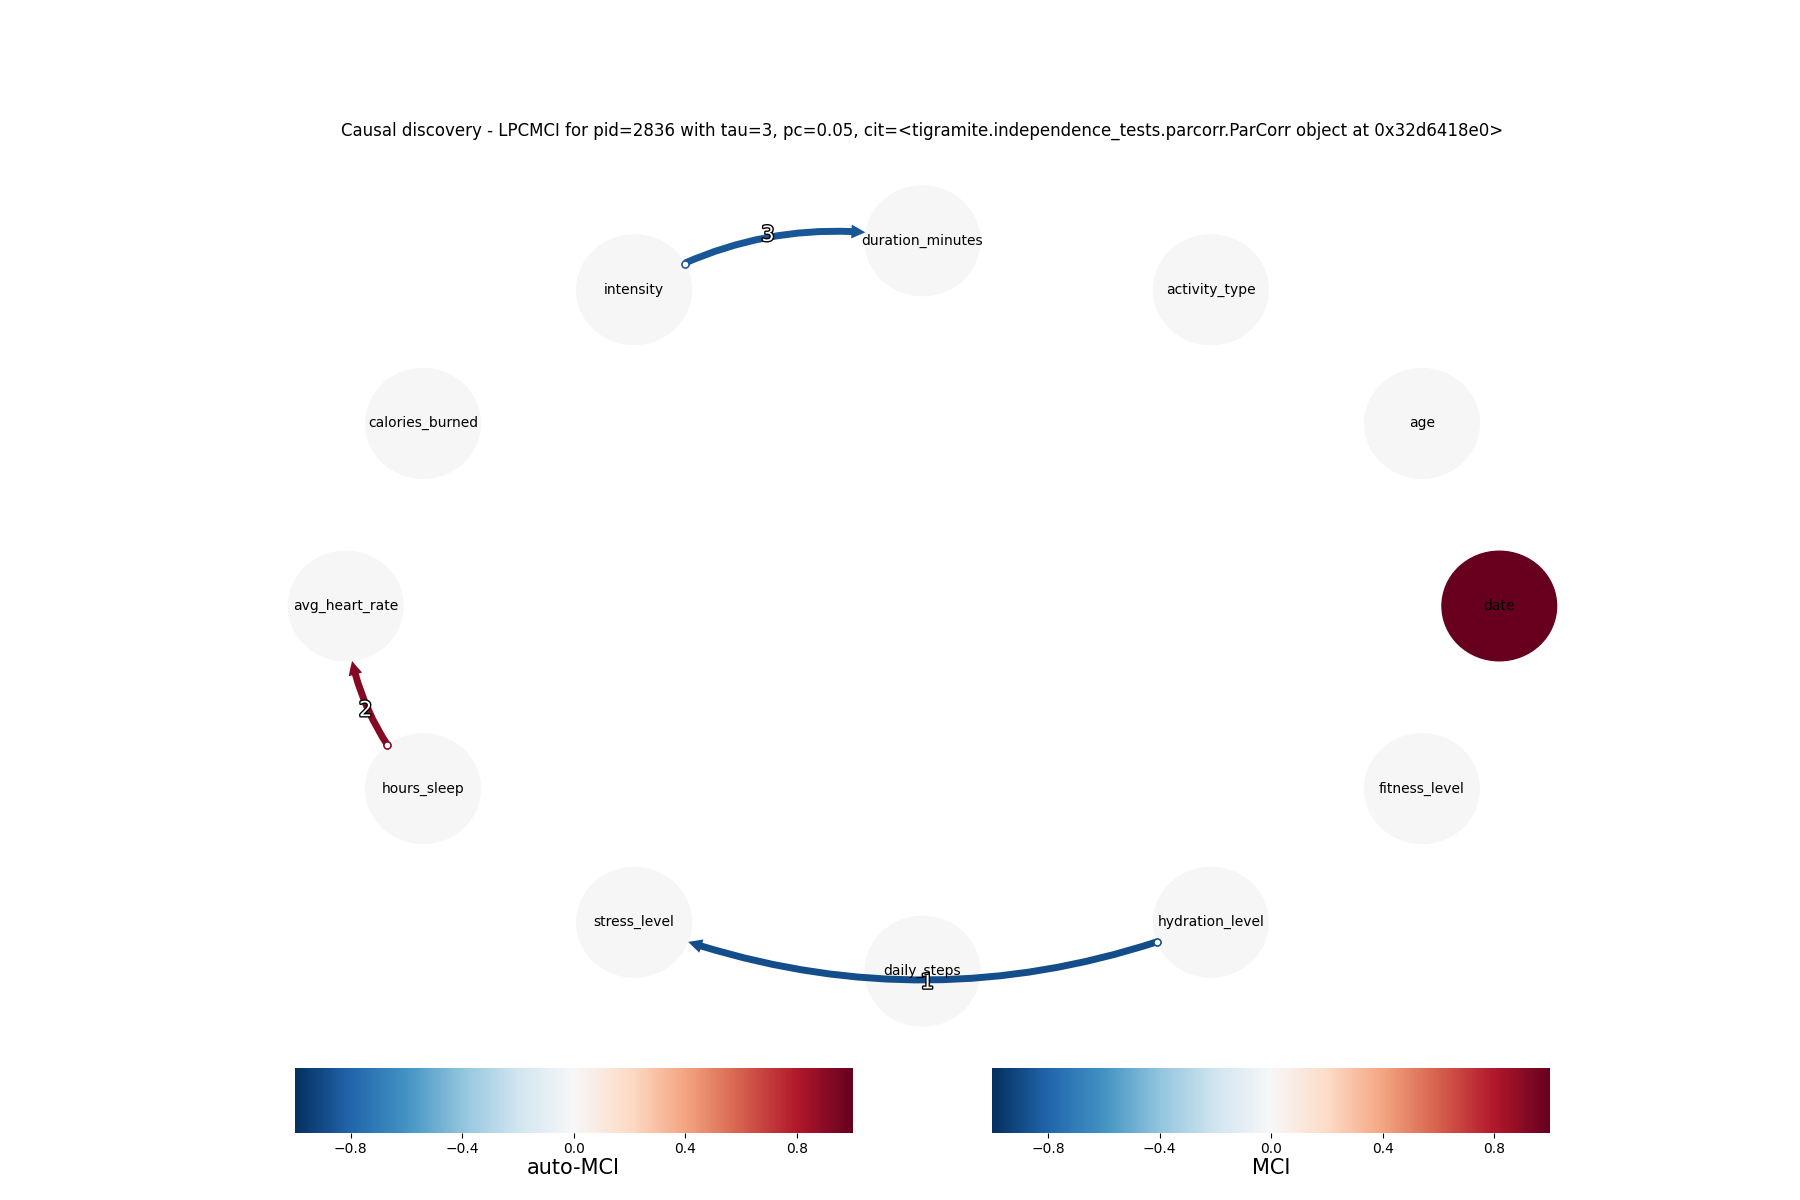 Causal discovery - LPCMCI for pid=2836 with tau=3, pc=0.05, cit=<tigramite.independence_tests.parcorr.ParCorr object at 0x32d6418e0>
3
duration_minutes
intensity
activity_type
calories_burned
age
avg_heart_rate
date
2
hours_sleep
fitness_level
stress_level
hydration_level
daily_steps
1
−0.8 −0.4 0.0 0.4 0.8
auto-MCI
−0.8 −0.4 0.0 0.4 0.8
MCI